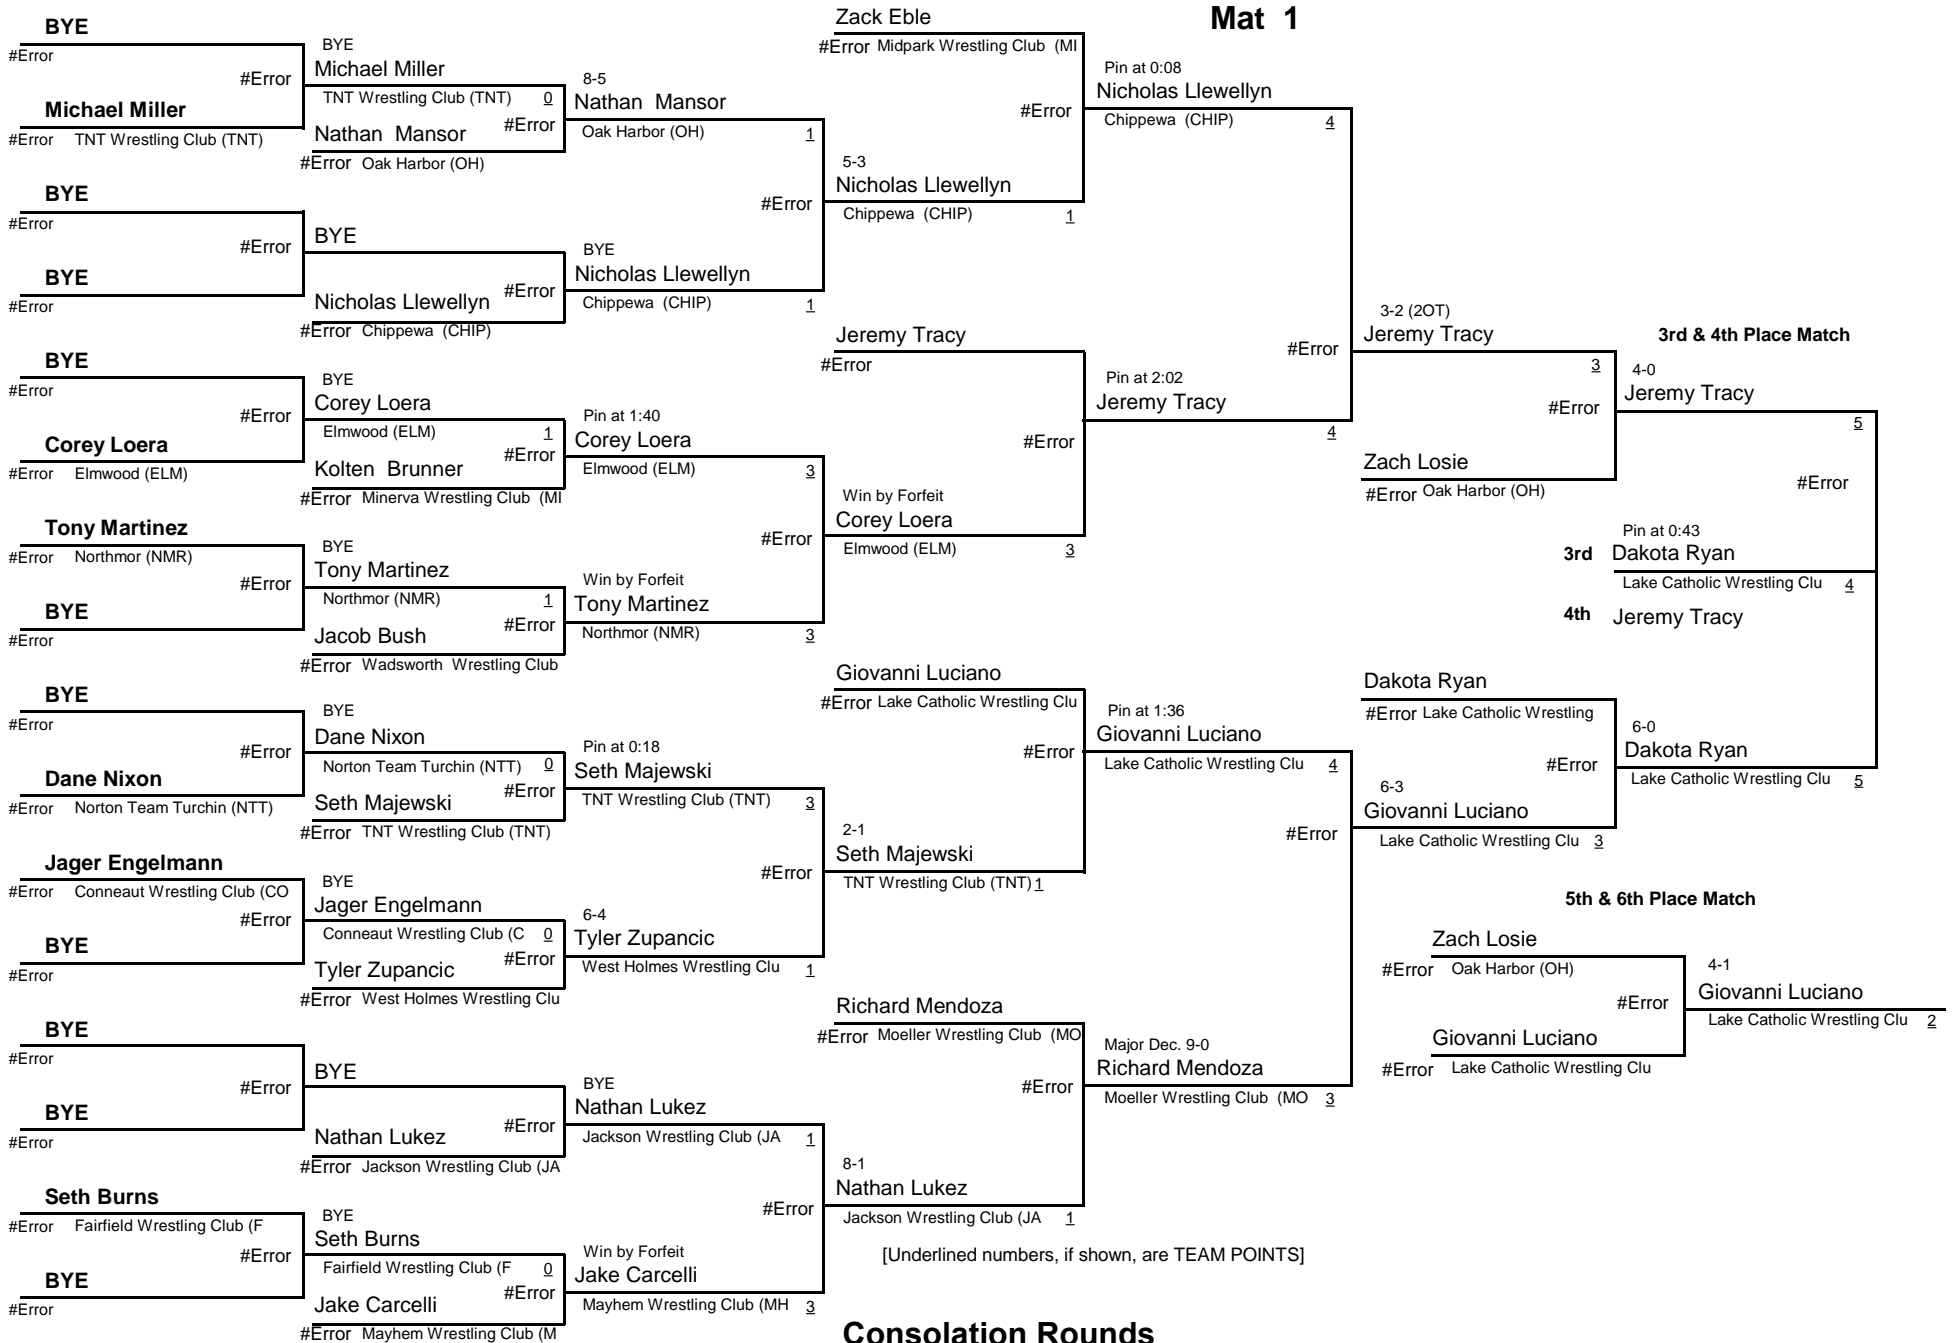 Mat  1
BYE
#Error
#Error
Michael Miller
#Error TNT Wrestling Club (TNT)
BYE
#Error
#Error
BYE
#Error
BYE
#Error
#Error
Corey Loera
#Error Elmwood (ELM)
Tony Martinez
#Error Northmor (NMR)
#Error
BYE
#Error
BYE
#Error
#Error
Dane Nixon
#Error Norton Team Turchin (NTT)
Jager Engelmann
#Error Conneaut Wrestling Club (CO
#Error
BYE
#Error
BYE
#Error
#Error
BYE
#Error
Seth Burns
#Error Fairfield Wrestling Club (F
#Error
BYE
#Error
BYE
Michael Miller
TNT Wrestling Club (TNT) 0
#Error
Nathan  Mansor
#Error Oak Harbor (OH)
BYE
#Error
Nicholas Llewellyn
#Error Chippewa  (CHIP)
BYE
Corey Loera
Elmwood (ELM) 1
#Error
Kolten  Brunner
#Error Minerva Wrestling Club  (MI
BYE
Tony Martinez
Northmor (NMR) 1
#Error
Jacob Bush
#Error Wadsworth  Wrestling Club
BYE
Dane Nixon
Norton Team Turchin (NTT) 0
#Error
Seth Majewski
#Error TNT Wrestling Club (TNT)
BYE
Jager Engelmann
Conneaut Wrestling Club (C 0
#Error
Tyler Zupancic
#Error West Holmes Wrestling Clu
BYE
#Error
Nathan Lukez
#Error Jackson Wrestling Club (JA
BYE
Seth Burns
Fairfield Wrestling Club (F 0
#Error
Jake Carcelli
#Error Mayhem Wrestling Club (M
8-5
Nathan  Mansor
Oak Harbor (OH) 1
#Error
BYE
Nicholas Llewellyn
Chippewa  (CHIP) 1
Pin at 1:40
Corey Loera
Elmwood (ELM) 3
#Error
Win by Forfeit
Tony Martinez
Northmor (NMR) 3
Pin at 0:18
Seth Majewski
TNT Wrestling Club (TNT) 3
#Error
6-4
Tyler Zupancic
West Holmes Wrestling Clu 1
BYE
Nathan Lukez
Jackson Wrestling Club (JA 1
#Error
Win by Forfeit
Jake Carcelli
Mayhem Wrestling Club (MH 3
Zack Eble
#Error Midpark Wrestling Club  (MI
#Error
5-3
Nicholas Llewellyn
Chippewa  (CHIP) 1
Jeremy Tracy
#Error
#Error
Win by Forfeit
Corey Loera
Elmwood (ELM) 3
Giovanni Luciano
#Error Lake Catholic Wrestling Clu
#Error
2-1
Seth Majewski
TNT Wrestling Club (TNT) 1
Richard Mendoza
#Error Moeller Wrestling Club  (MO
#Error
8-1
Nathan Lukez
Jackson Wrestling Club (JA 1
Pin at 0:08
Nicholas Llewellyn
Chippewa  (CHIP) 4
#Error
Pin at 2:02
Jeremy Tracy
4
Pin at 1:36
Giovanni Luciano
Lake Catholic Wrestling Clu 4
#Error
Major Dec. 9-0
Richard Mendoza
Moeller Wrestling Club  (MO 3
3-2 (2OT)
Jeremy Tracy
3
#Error
Zach Losie
#Error Oak Harbor (OH)
Dakota Ryan
#Error Lake Catholic Wrestling
#Error
6-3
Giovanni Luciano
Lake Catholic Wrestling Clu 3
3rd & 4th Place Match
4-0
Jeremy Tracy
5
#Error
Pin at 0:43
3rd Dakota Ryan
Lake Catholic Wrestling Clu 4
4th Jeremy Tracy
6-0
Dakota Ryan
Lake Catholic Wrestling Clu 5
5th & 6th Place Match
Zach Losie
#Error Oak Harbor (OH)
#Error
Giovanni Luciano
#Error Lake Catholic Wrestling Clu
4-1
Giovanni Luciano
Lake Catholic Wrestling Clu 2
[Underlined numbers, if shown, are TEAM POINTS]
Consolation Rounds